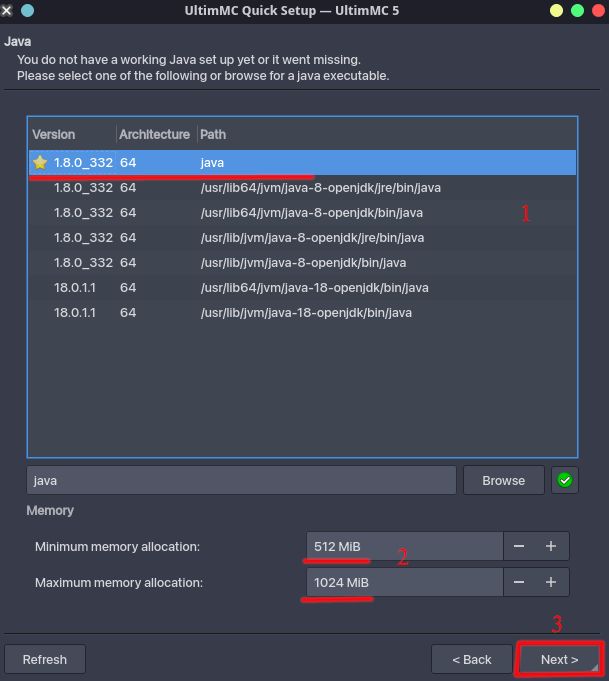 UltimMC Quick Setup — UltimMC 5
Java
You do not have a working Java set up yet or it went missing.
Please select one of the following or browse for a java executable.
Version Architecture Path
1.8.0_332 64 java
1.8.0_332 64 /usr/lib64/jvm/java-8-openjdk/jre/bin/java
1.8.0_332 64 /usr/lib64/jvm/java-8-openjdk/bin/java
1
1.8.0_332 64 /usr/lib/jvm/java-8-openjdk/jre/bin/java
1.8.0_332 64 /usr/lib/jvm/java-8-openjdk/bin/java
18.0.1.1 64 /usr/lib64/jvm/java-18-openjdk/bin/java
18.0.1.1 64 /usr/lib/jvm/java-18-openjdk/bin/java
java Browse
Memory
Minimum memory allocation: 512 MiB − +
2
Maximum memory allocation: 1024 MiB − +
3
Refresh < Back Next >